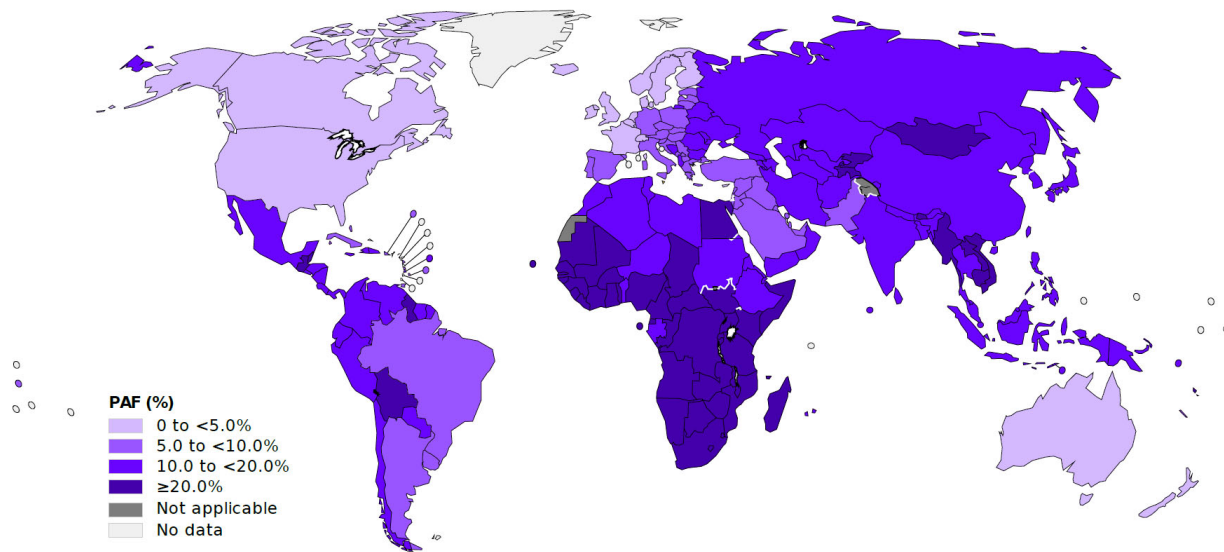 PAF (%)
0 to <5.0%
5.0 to <10.0%
10.0 to <20.0%
≥20.0%
Not applicable
No data